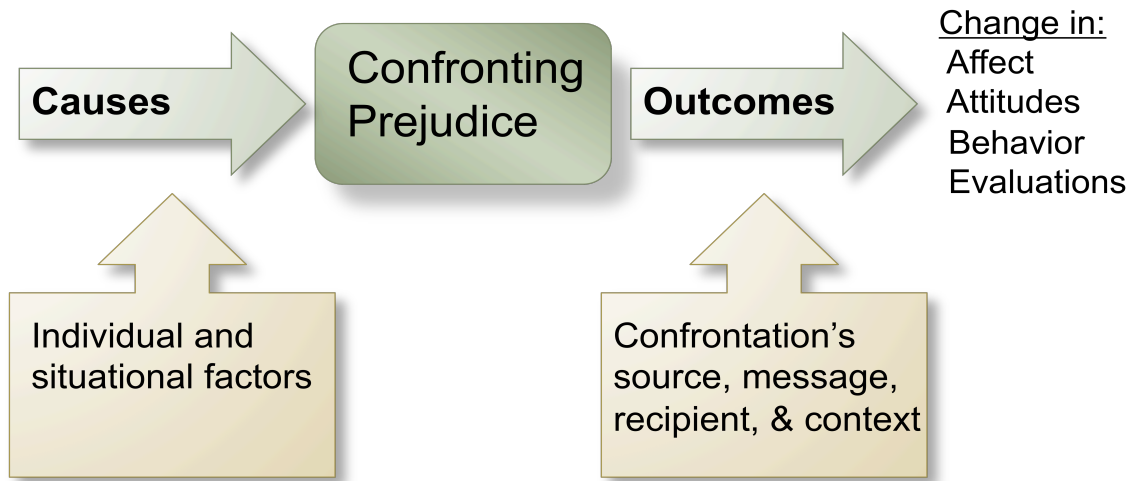 Causes
Confronting
Prejudice
Outcomes
Change in:
Affect
Attitudes
Behavior
Evaluations
Individual and
situational factors
Confrontation’s
source, message,
recipient, & context